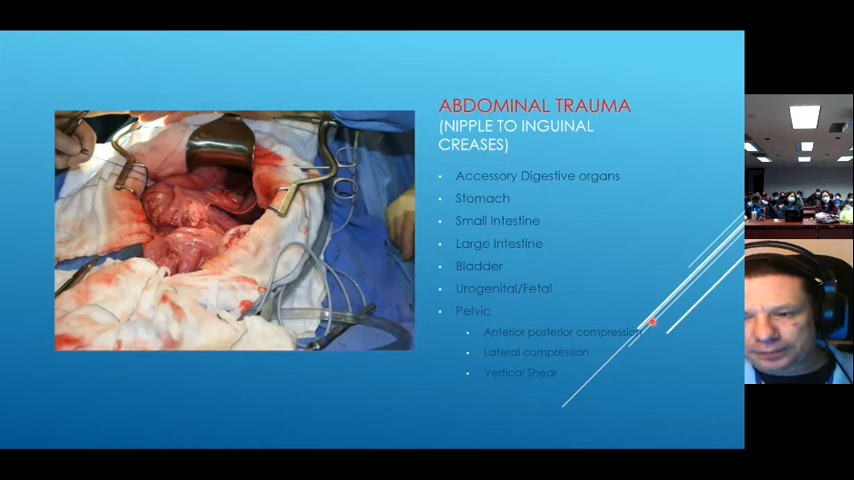 ABDOMINAL TRAUMA
(NIPPLE TO INGUINAL
CREASES)
Accessory Digestive organs
Stomach
Small Intestine
Large Intestine
Bladder
Urogenital/Fetal
Pelvic
Anterior posterior compression
Lateral compression
Vertical Shear